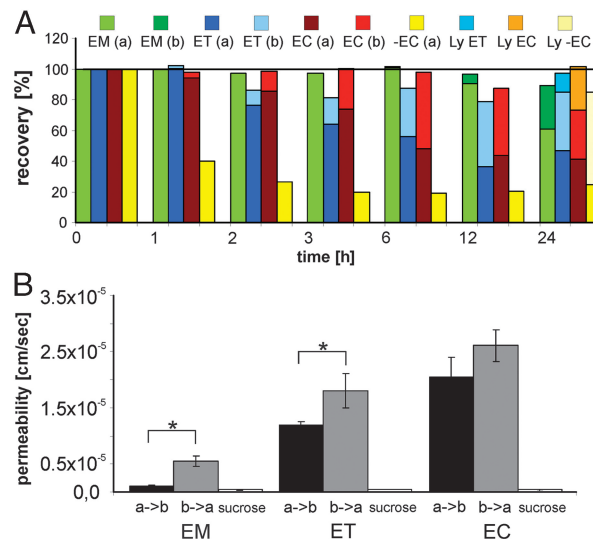 A
EM (a) EM (b) ET (a) ET (b) EC (a) EC (b) -EC (a) Ly ET Ly EC Ly -EC
120
100
80
60
40
20
0
recovery [%]
0 1 2 3 6 12 24
time [h]
B
3.5x10-5
2.5x10-5
1.5x10-5
0.5x10-5
0,0
permeability [cm/sec]
* *
a->b b->a sucrose a->b b->a sucrose a->b b->a sucrose
EM ET EC